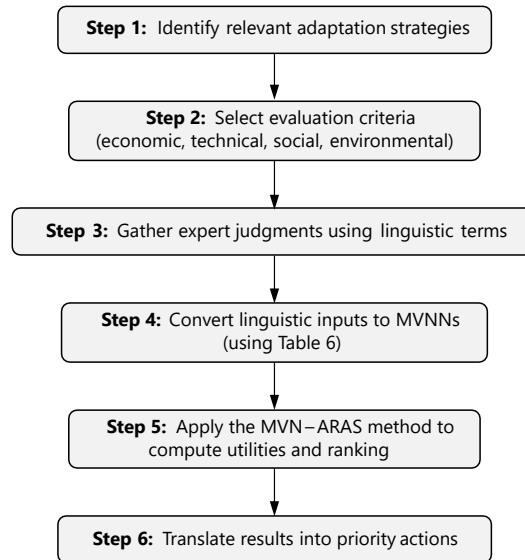 Step 1: Identify relevant adaptation strategies
Step 2: Select evaluation criteria
(economic, technical, social, environmental)
Step 3: Gather expert judgments using linguistic terms
Step 4: Convert linguistic inputs to MVNNs
(using Table 6)
Step 5: Apply the MVN–ARAS method to
compute utilities and ranking
Step 6: Translate results into priority actions